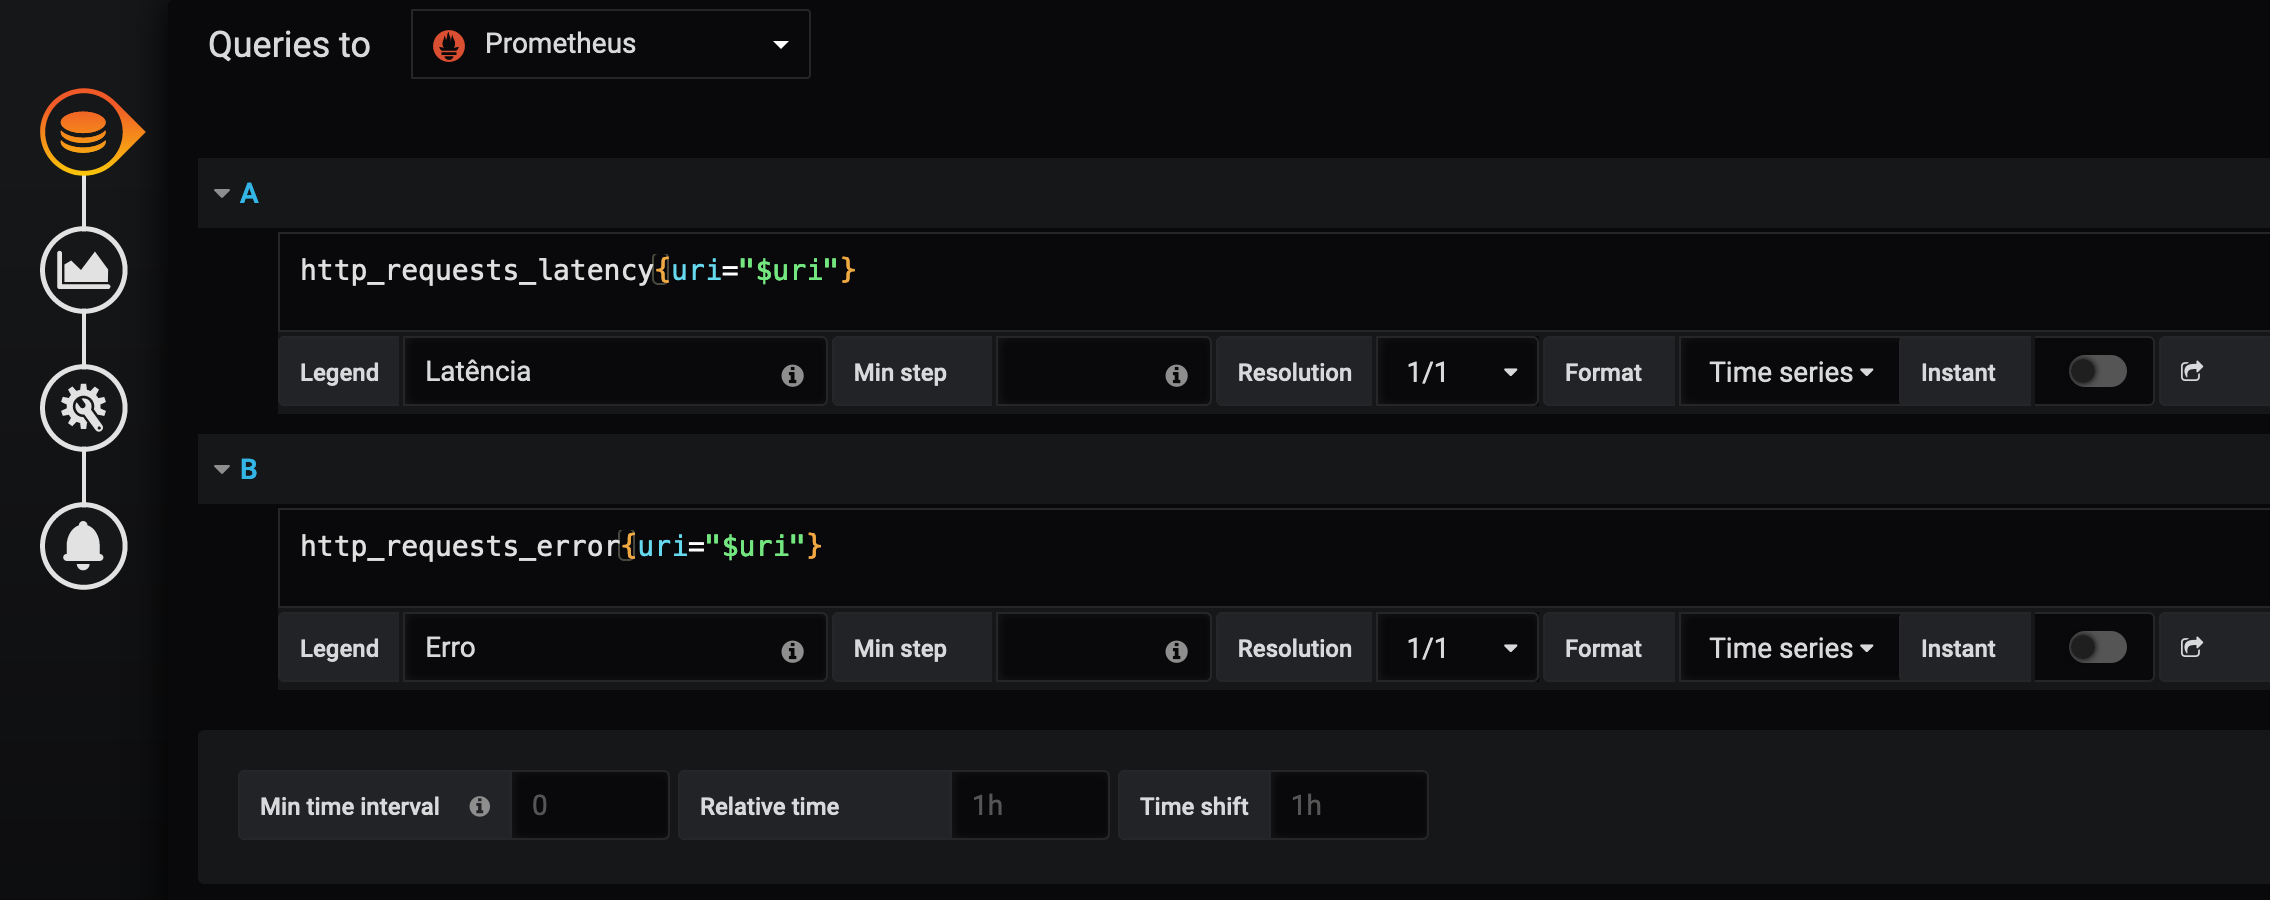 Queries to Prometheus
A
http_requests_latency{uri="$uri"}
Legend Latência Min step Resolution 1/1 Format Time series Instant
B
http_requests_error{uri="$uri"}
Legend Erro Min step Resolution 1/1 Format Time series Instant
Min time interval 0 Relative time 1h Time shift 1h